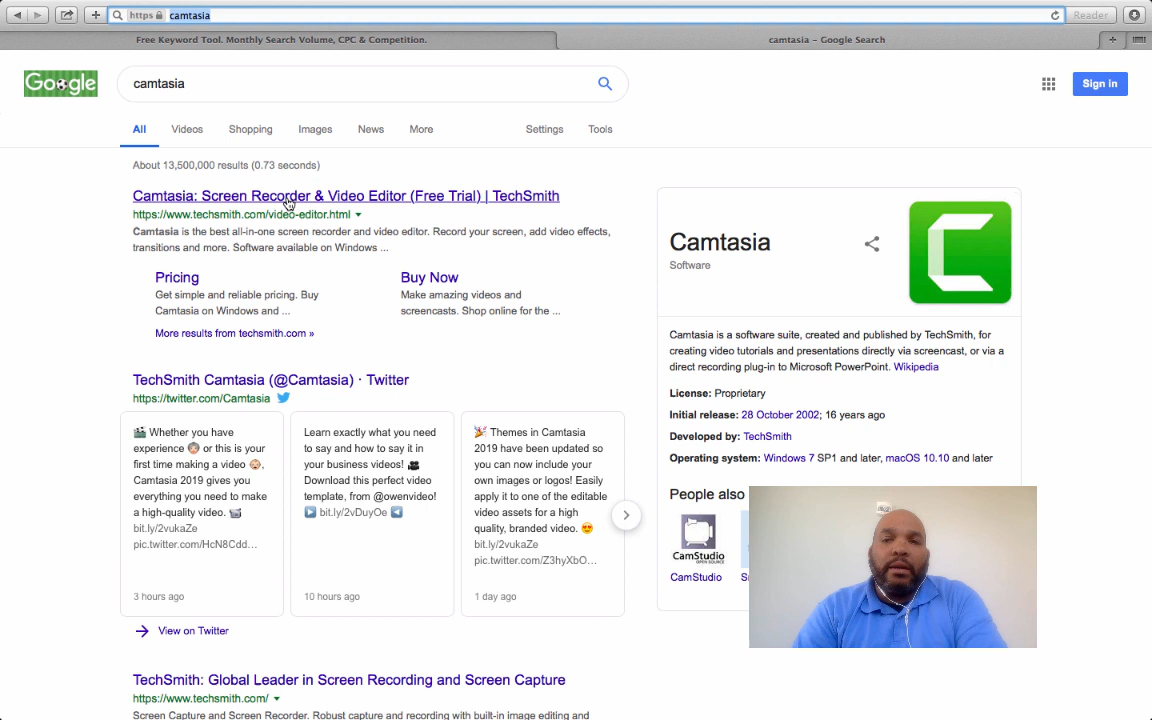 https camtasia
Reader
Free Keyword Tool. Monthly Search Volume, CPC & Competition.
camtasia – Google Search
Google
camtasia
Sign in
All Videos Shopping Images News More Settings Tools
About 13,500,000 results (0.73 seconds)
Camtasia: Screen Recorder & Video Editor (Free Trial) | TechSmith
https://www.techsmith.com/video-editor.html
Camtasia is the best all-in-one screen recorder and video editor. Record your screen, add video effects,
transitions and more. Software available on Windows ...
Pricing
Get simple and reliable pricing. Buy
Camtasia on Windows and ...
Buy Now
Make amazing videos and
screencasts. Shop online for the ...
More results from techsmith.com »
TechSmith Camtasia (@Camtasia) · Twitter
https://twitter.com/Camtasia
🎬 Whether you have
experience 🧓 or this is your
first time making a video 🐵,
Camtasia 2019 gives you
everything you need to make
a high-quality video. 📹
bit.ly/2vukaZe
pic.twitter.com/HcN8Cdd…
3 hours ago
Learn exactly what you need
to say and how to say it in
your business videos! 🎥
Download this perfect video
template, from @owenvideo!
▶️ bit.ly/2vDuyOe ◀️
10 hours ago
🎉 Themes in Camtasia
2019 have been updated so
you can now include your
own images or logos! Easily
apply it to one of the editable
video assets for a high
quality, branded video. 😍
bit.ly/2vukaZe
pic.twitter.com/Z3hyXbO…
1 day ago
View on Twitter
TechSmith: Global Leader in Screen Recording and Screen Capture
https://www.techsmith.com/
Screen Capture and Screen Recorder. Robust capture and recording with built-in image editing and
Camtasia
Software
Camtasia is a software suite, created and published by TechSmith, for
creating video tutorials and presentations directly via screencast, or via a
direct recording plug-in to Microsoft PowerPoint. Wikipedia
License: Proprietary
Initial release: 28 October 2002; 16 years ago
Developed by: TechSmith
Operating system: Windows 7 SP1 and later, macOS 10.10 and later
People also
CamStudio
OPEN SOURCE
CamStudio